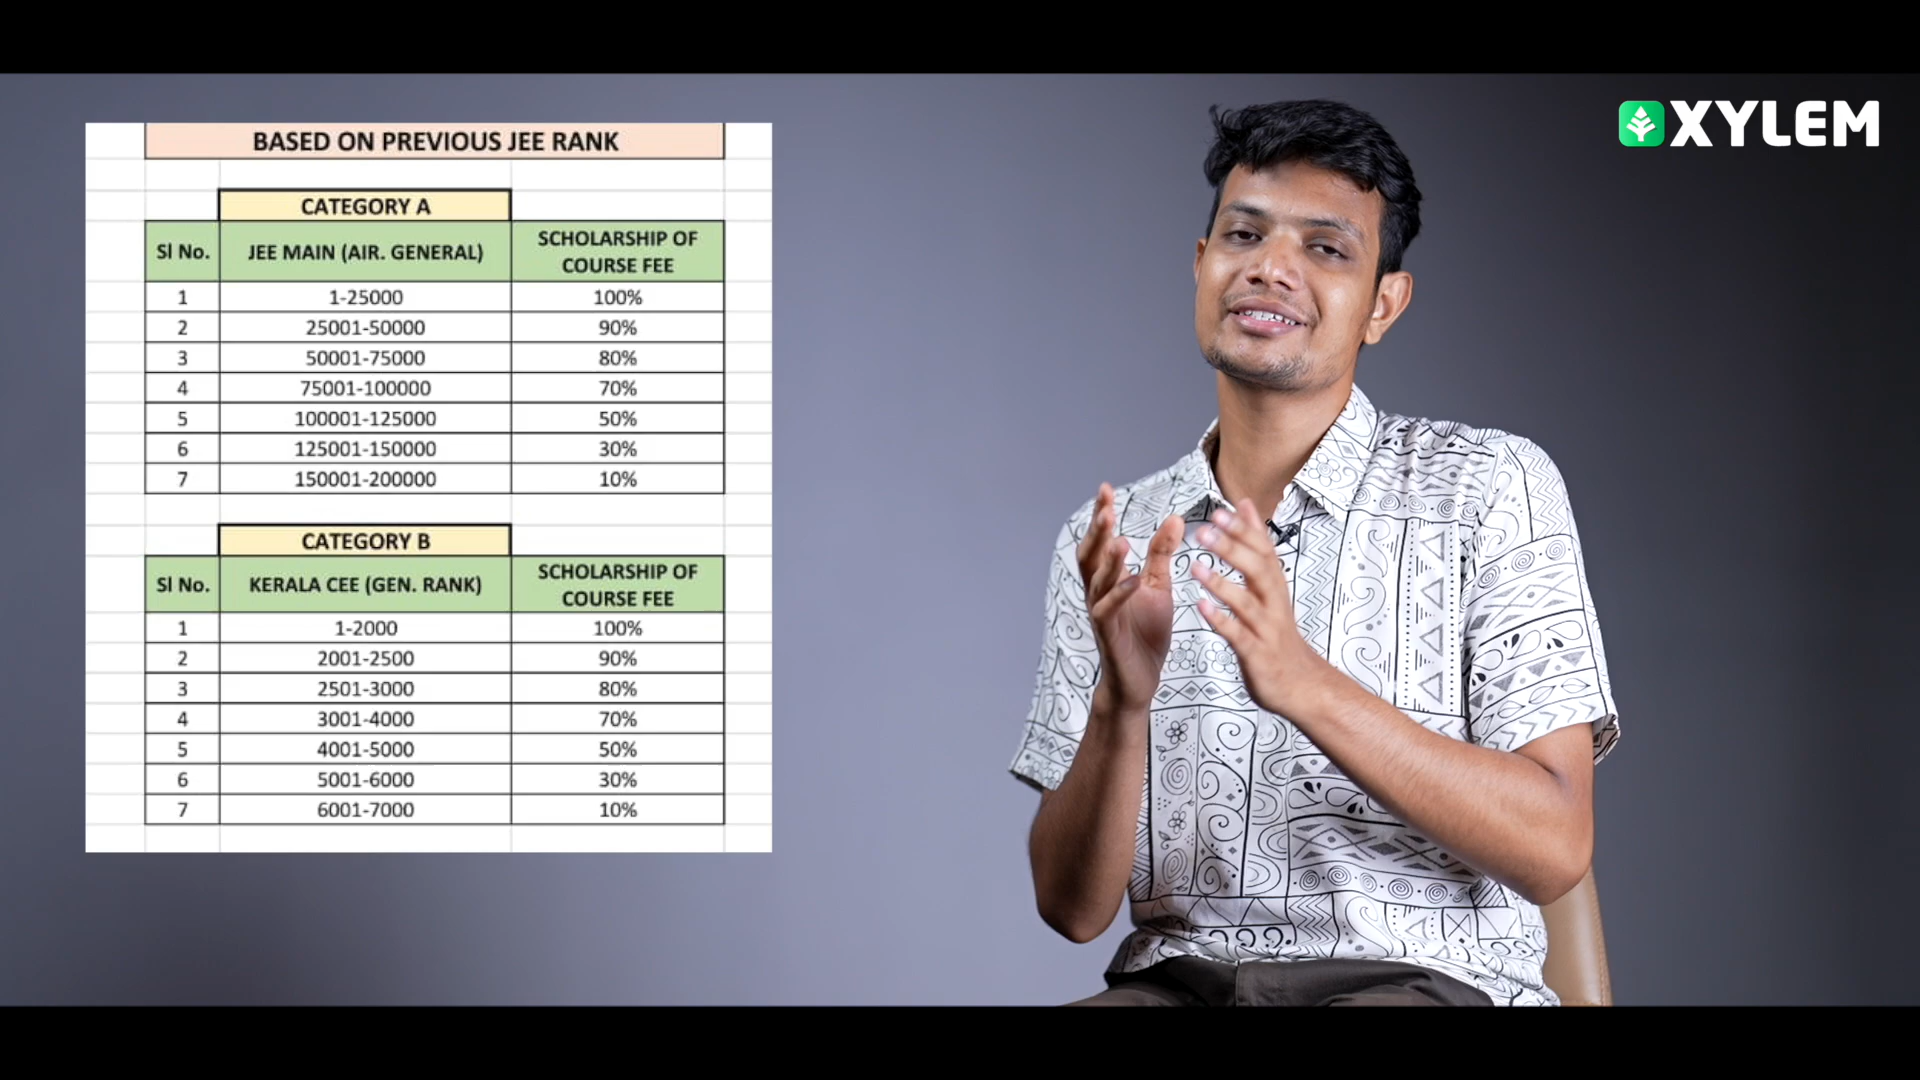 XYLEM
BASED ON PREVIOUS JEE RANK
CATEGORY A
Sl No. JEE MAIN (AIR. GENERAL) SCHOLARSHIP OF COURSE FEE
1 1-25000 100%
2 25001-50000 90%
3 50001-75000 80%
4 75001-100000 70%
5 100001-125000 50%
6 125001-150000 30%
7 150001-200000 10%
CATEGORY B
Sl No. KERALA CEE (GEN. RANK) SCHOLARSHIP OF COURSE FEE
1 1-2000 100%
2 2001-2500 90%
3 2501-3000 80%
4 3001-4000 70%
5 4001-5000 50%
6 5001-6000 30%
7 6001-7000 10%